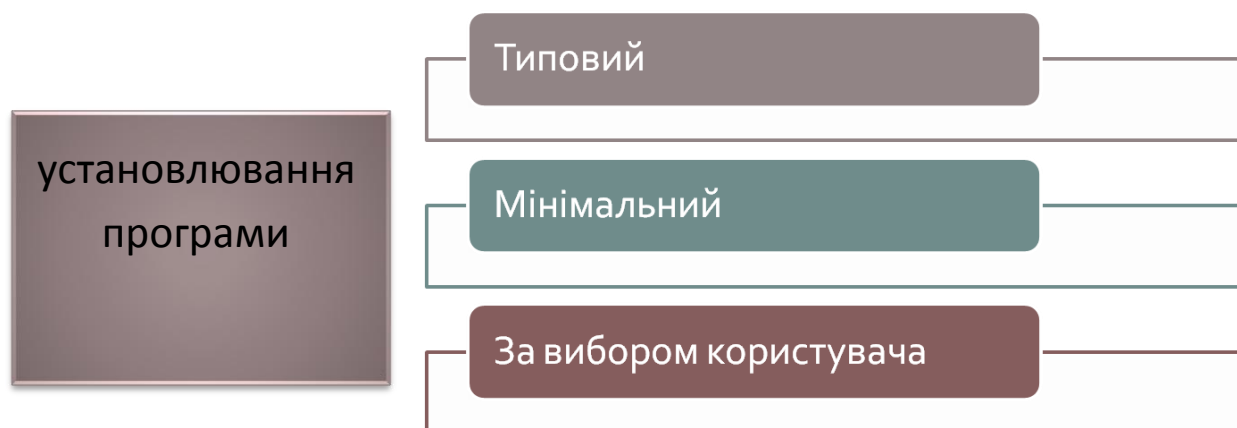 установлювання
програми
Типовий
Мінімальний
За вибором користувача